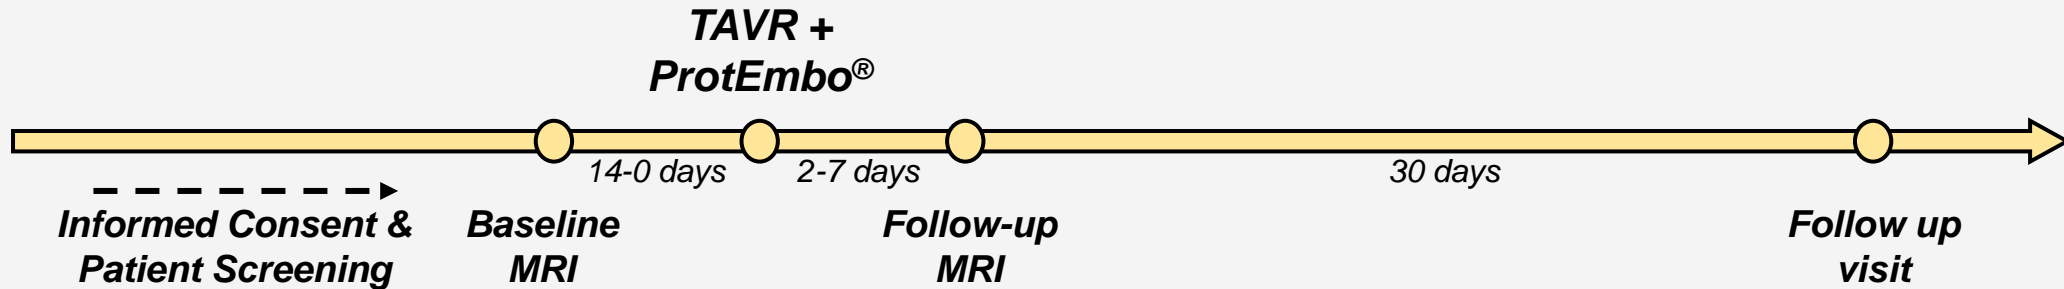 TAVR +
ProtEmbo®
14-0 days
2-7 days
30 days
Informed Consent &
Patient Screening
Baseline
MRI
Follow-up
MRI
Follow up
visit